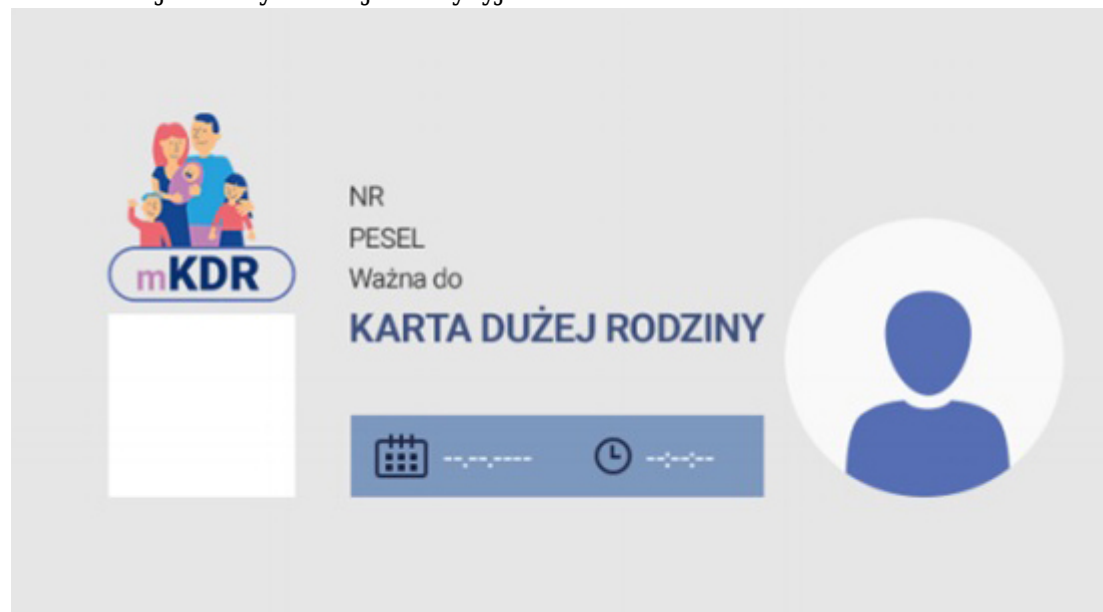 mKDR
NR
PESEL
Ważna do
KARTA DUŻEJ RODZINY
--.--.----
--:--:--